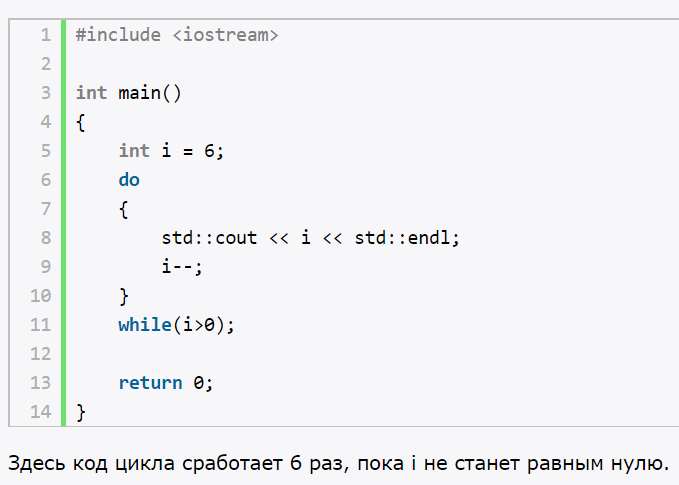 1 #include <iostream>
2
3 int main()
4 {
5     int i = 6;
6     do
7     {
8         std::cout << i << std::endl;
9         i--;
10     }
11     while(i>0);
12
13     return 0;
14 }
Здесь код цикла сработает 6 раз, пока i не станет равным нулю.